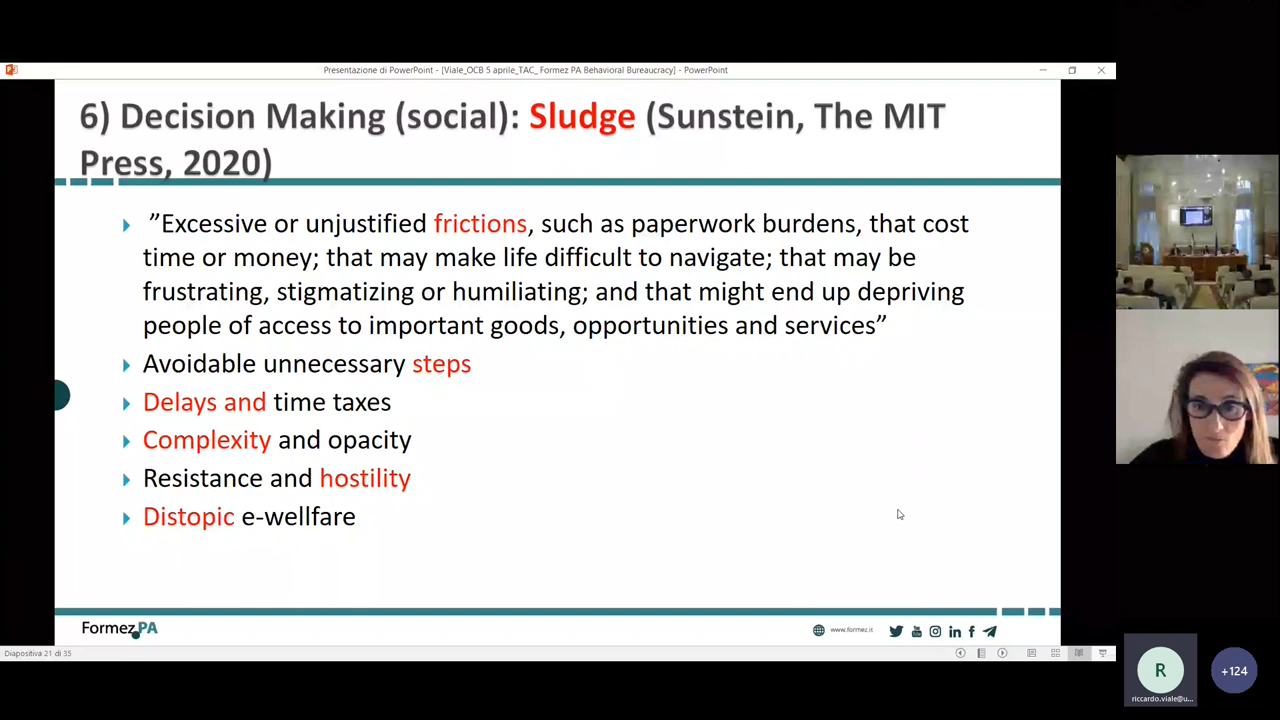 Presentazione di PowerPoint - [Viale_OCB 5 aprile_TAC_ Formez PA Behavioral Bureaucracy] - PowerPoint
6) Decision Making (social): Sludge (Sunstein, The MIT
Press, 2020)
”Excessive or unjustified frictions, such as paperwork burdens, that cost
time or money; that may make life difficult to navigate; that may be
frustrating, stigmatizing or humiliating; and that might end up depriving
people of access to important goods, opportunities and services”
Avoidable unnecessary steps
Delays and time taxes
Complexity and opacity
Resistance and hostility
Distopic e-wellfare
Formez PA
www.formez.it
Diapositiva 21 di 35
R
+124
riccardo.viale@u...